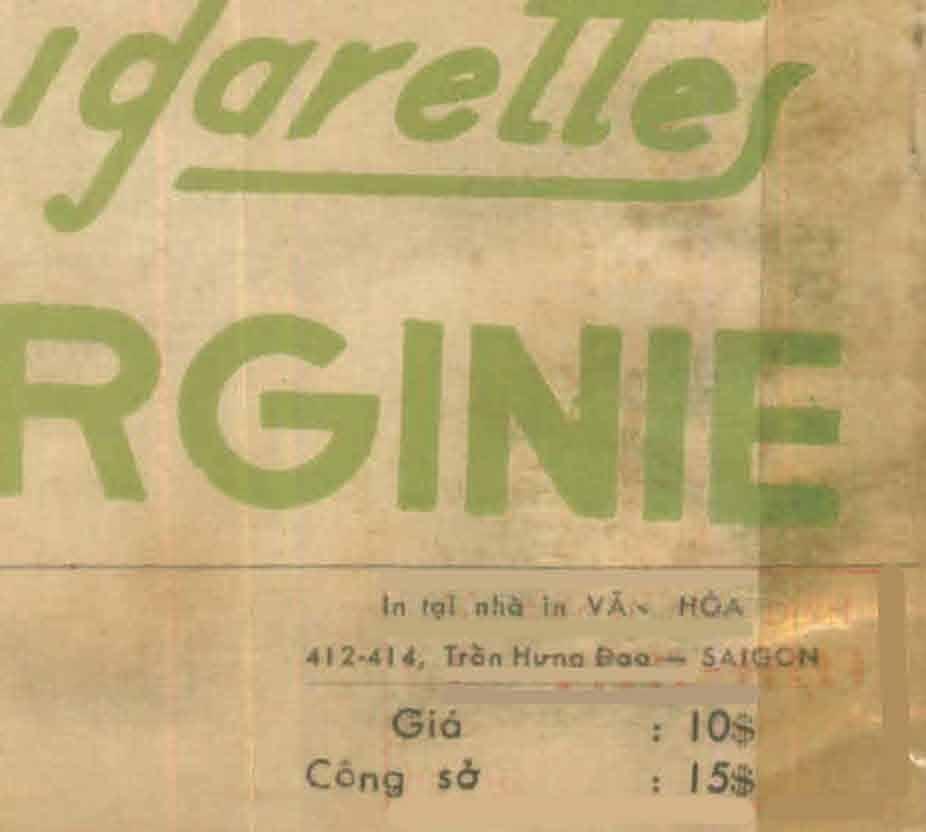 igarettes
RGINIE
In tại nhà in VĂN HÓA
412-414, Trần Hưng Đạo — SAIGON
Giá : 10$
Công sở : 15$